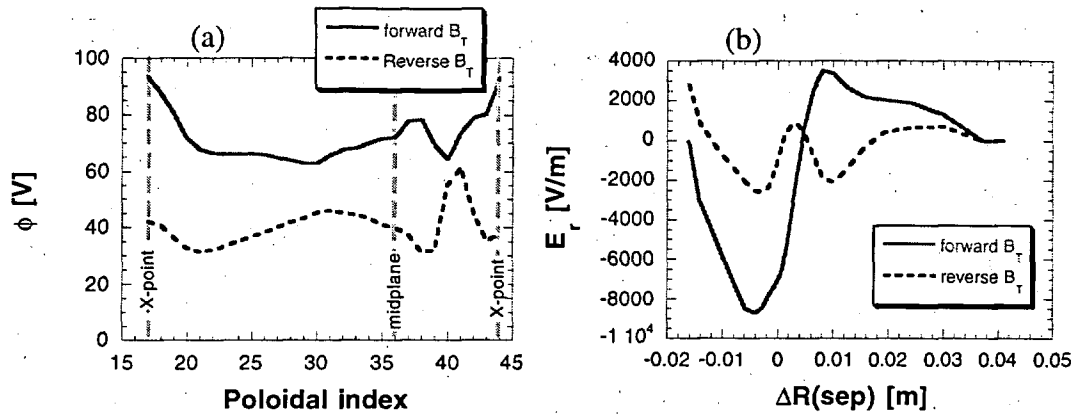 (a)
forward B_T
Reverse B_T
100
80
60
40
20
0
φ [V]
X-point
midplane
X-point
15 20 25 30 35 40 45
Poloidal index
(b)
4000
2000
0
-2000
-4000
-6000
-8000
-1 10^4
E_r [V/m]
forward B_T
reverse B_T
-0.02 -0.01 0 0.01 0.02 0.03 0.04 0.05
ΔR(sep) [m]